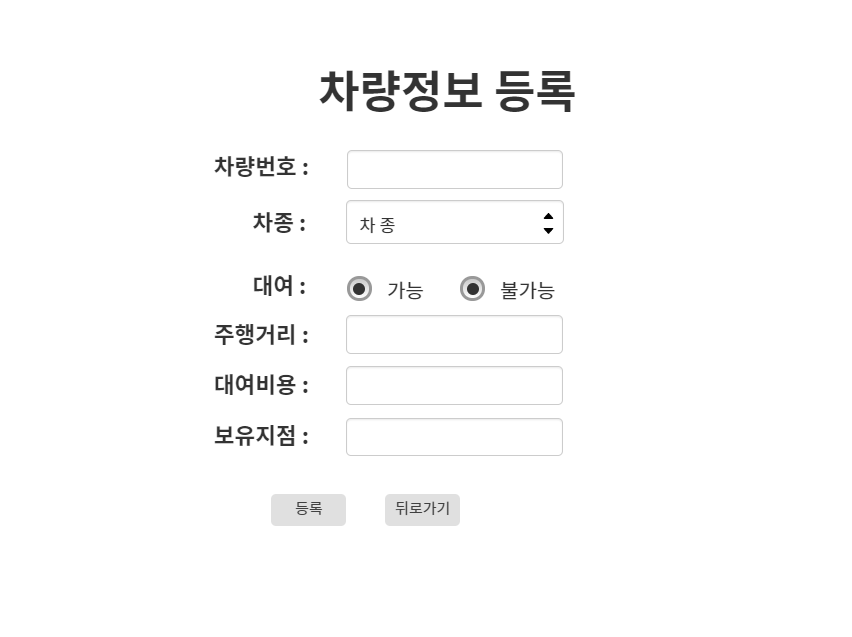 차량정보 등록
차량번호 :
차종 : 차 종
대여 : 가능 불가능
주행거리 :
대여비용 :
보유지점 :
등록 뒤로가기